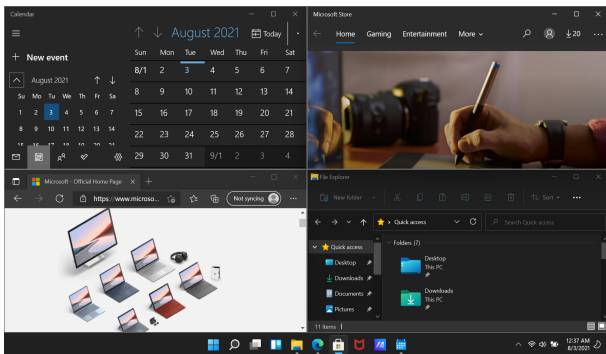 Calendar
August 2021
Today
New event
Sun Mon Tue Wed Thu Fri Sat
8/1 2 3 4 5 6 7
8 9 10 11 12 13 14
15 16 17 18 19 20 21
22 23 24 25 26 27 28
29 30 31 9/1 2 3 4
August 2021
Su Mo Tu We Th Fr Sa
1 2 3 4 5 6 7
8 9 10 11 12 13 14
Microsoft Store
Home Gaming Entertainment More
20
Microsoft - Official Home Page
https://www.microso...
Not syncing
File Explorer
New folder
Sort
Quick access
Search Quick access
Quick access
Desktop
Downloads
Documents
Pictures
Folders (7)
Desktop
This PC
Downloads
This PC
11 items
12:37 AM
8/3/2021